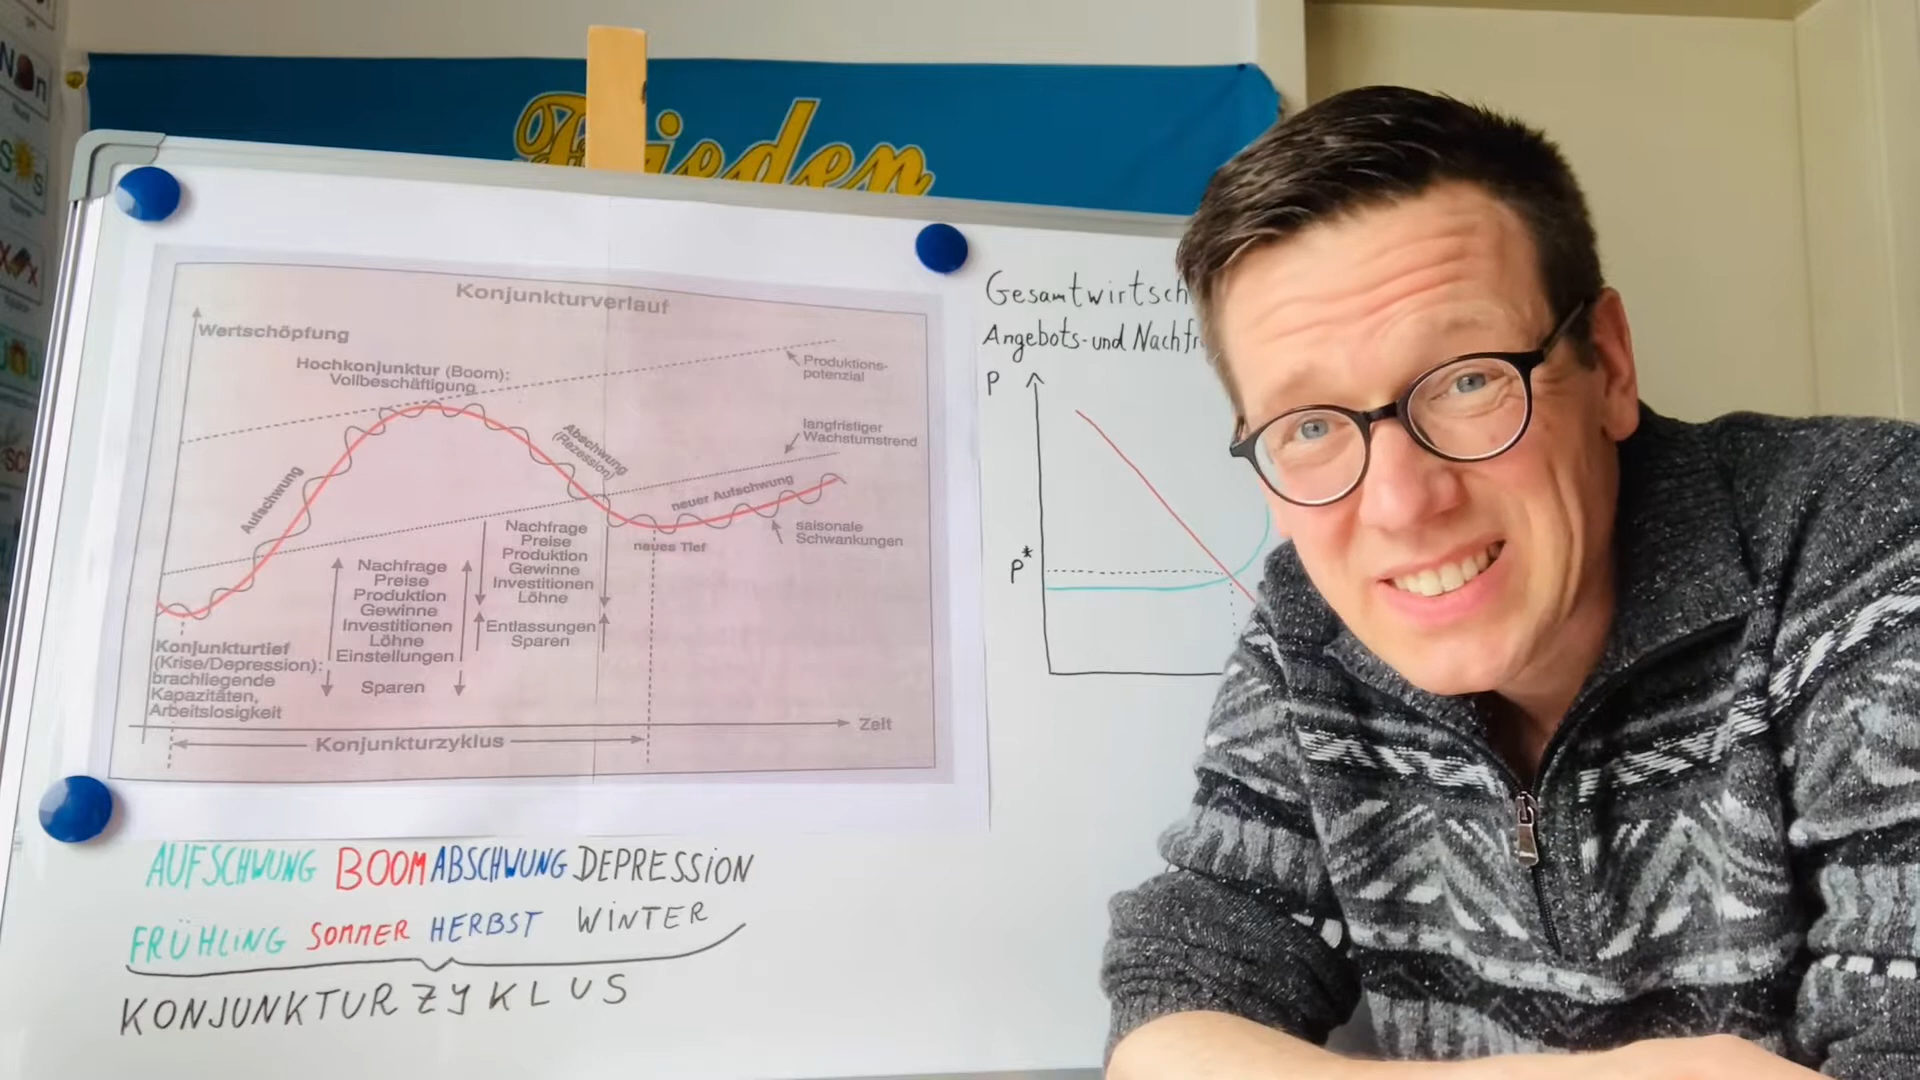 Frieden
Konjunkturverlauf
Wertschöpfung
Hochkonjunktur (Boom):
Vollbeschäftigung
Produktions-
potenzial
langfristiger
Wachstumstrend
Aufschwung
Abschwung
(Rezession)
neuer Aufschwung
saisonale
Schwankungen
neues Tief
Nachfrage
Preise
Produktion
Gewinne
Investitionen
Löhne
Einstellungen
Sparen
Nachfrage
Preise
Produktion
Gewinne
Investitionen
Löhne
Entlassungen
Sparen
Konjunkturtief
(Krise/Depression):
brachliegende
Kapazitäten,
Arbeitslosigkeit
Zeit
Konjunkturzyklus
Gesamtwirtsch
Angebots- und Nachfr
P
P*
AUFSCHWUNG BOOM ABSCHWUNG DEPRESSION
FRÜHLING SOMMER HERBST WINTER
KONJUNKTURZYKLUS
N n
S s
X x
sch